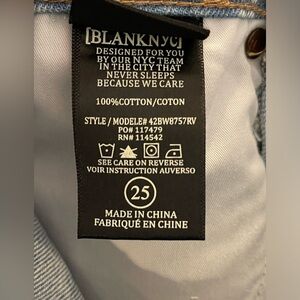 [BLANKNYC]
DESIGNED FOR YOU
BY OUR NYC TEAM
IN THE CITY THAT
NEVER SLEEPS
BECAUSE WE CARE
100%COTTON/COTON
STYLE / MODELE# 42BWB757RV
PO# 117479
RN# 114542
SEE CARE ON REVERSE
VOIR INSTRUCTION AUVERSO
25
MADE IN CHINA
FABRIQUÉ EN CHINE